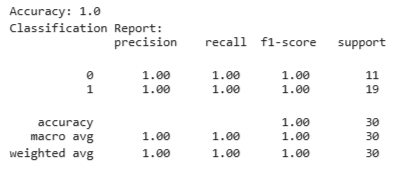 Accuracy: 1.0
Classification Report:
precision recall f1-score support
0 1.00 1.00 1.00 11
1 1.00 1.00 1.00 19
accuracy 1.00 30
macro avg 1.00 1.00 1.00 30
weighted avg 1.00 1.00 1.00 30